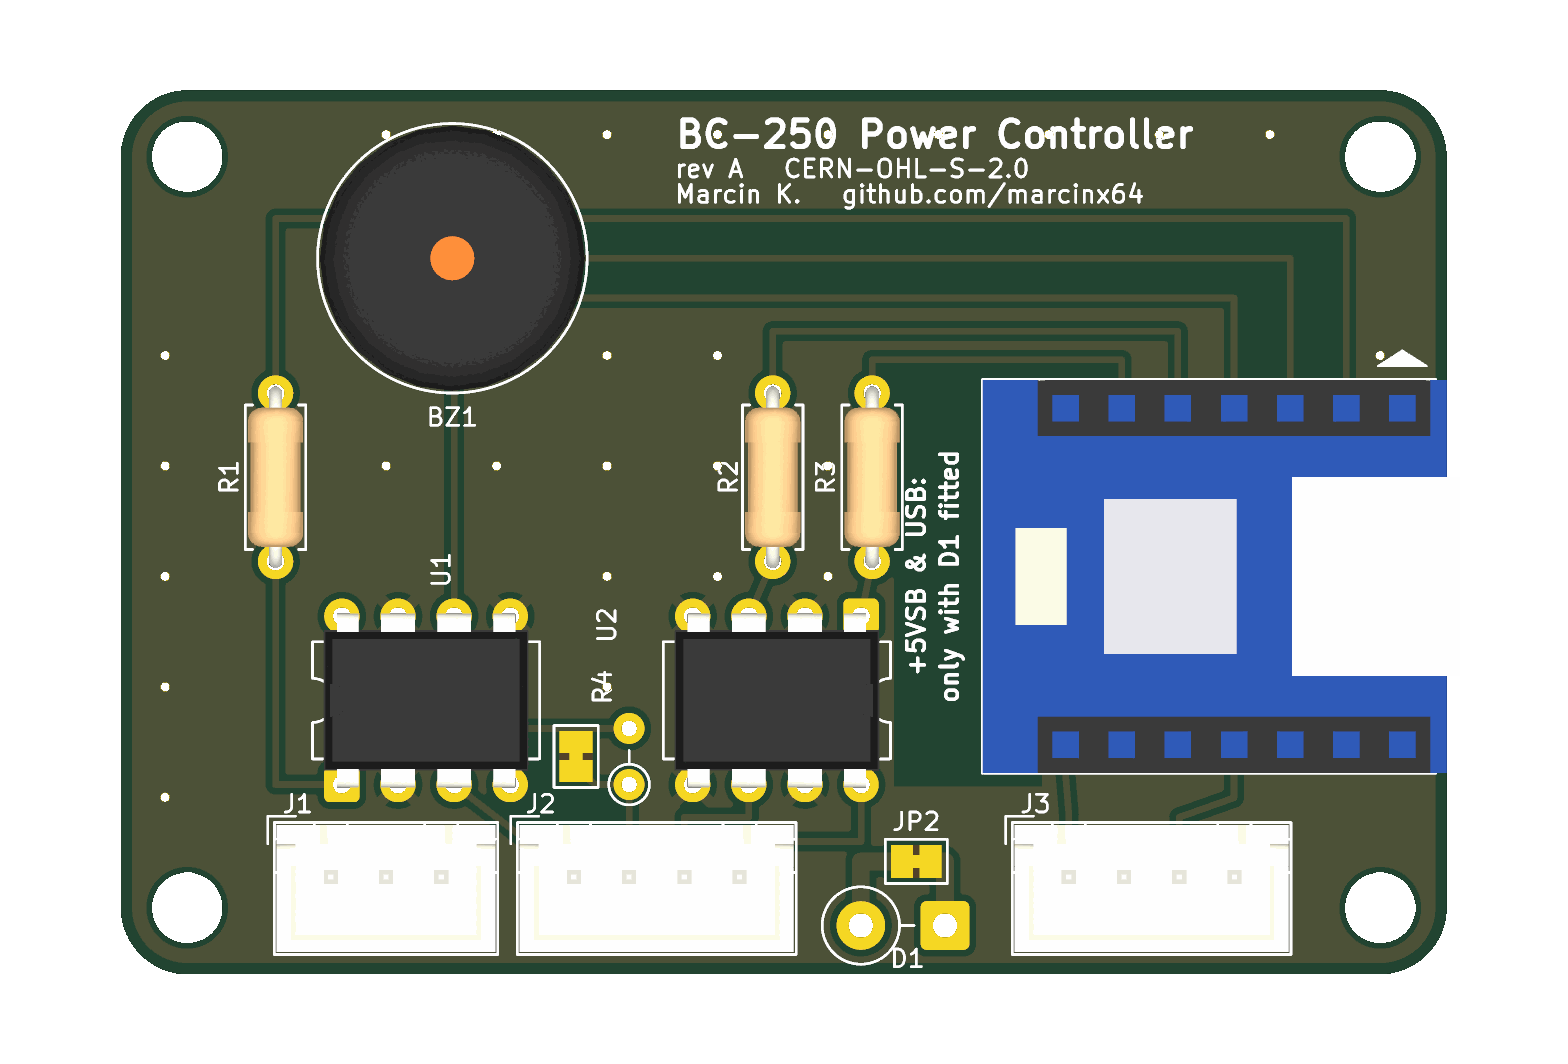 BC-250 Power Controller
rev A CERN-OHL-S-2.0
Marcin K. github.com/marcinx64
BZ1
R1
R2
R3
+5VSB & USB:
only with D1 fitted
U1
U2
R4
J1
J2
JP2
J3
D1